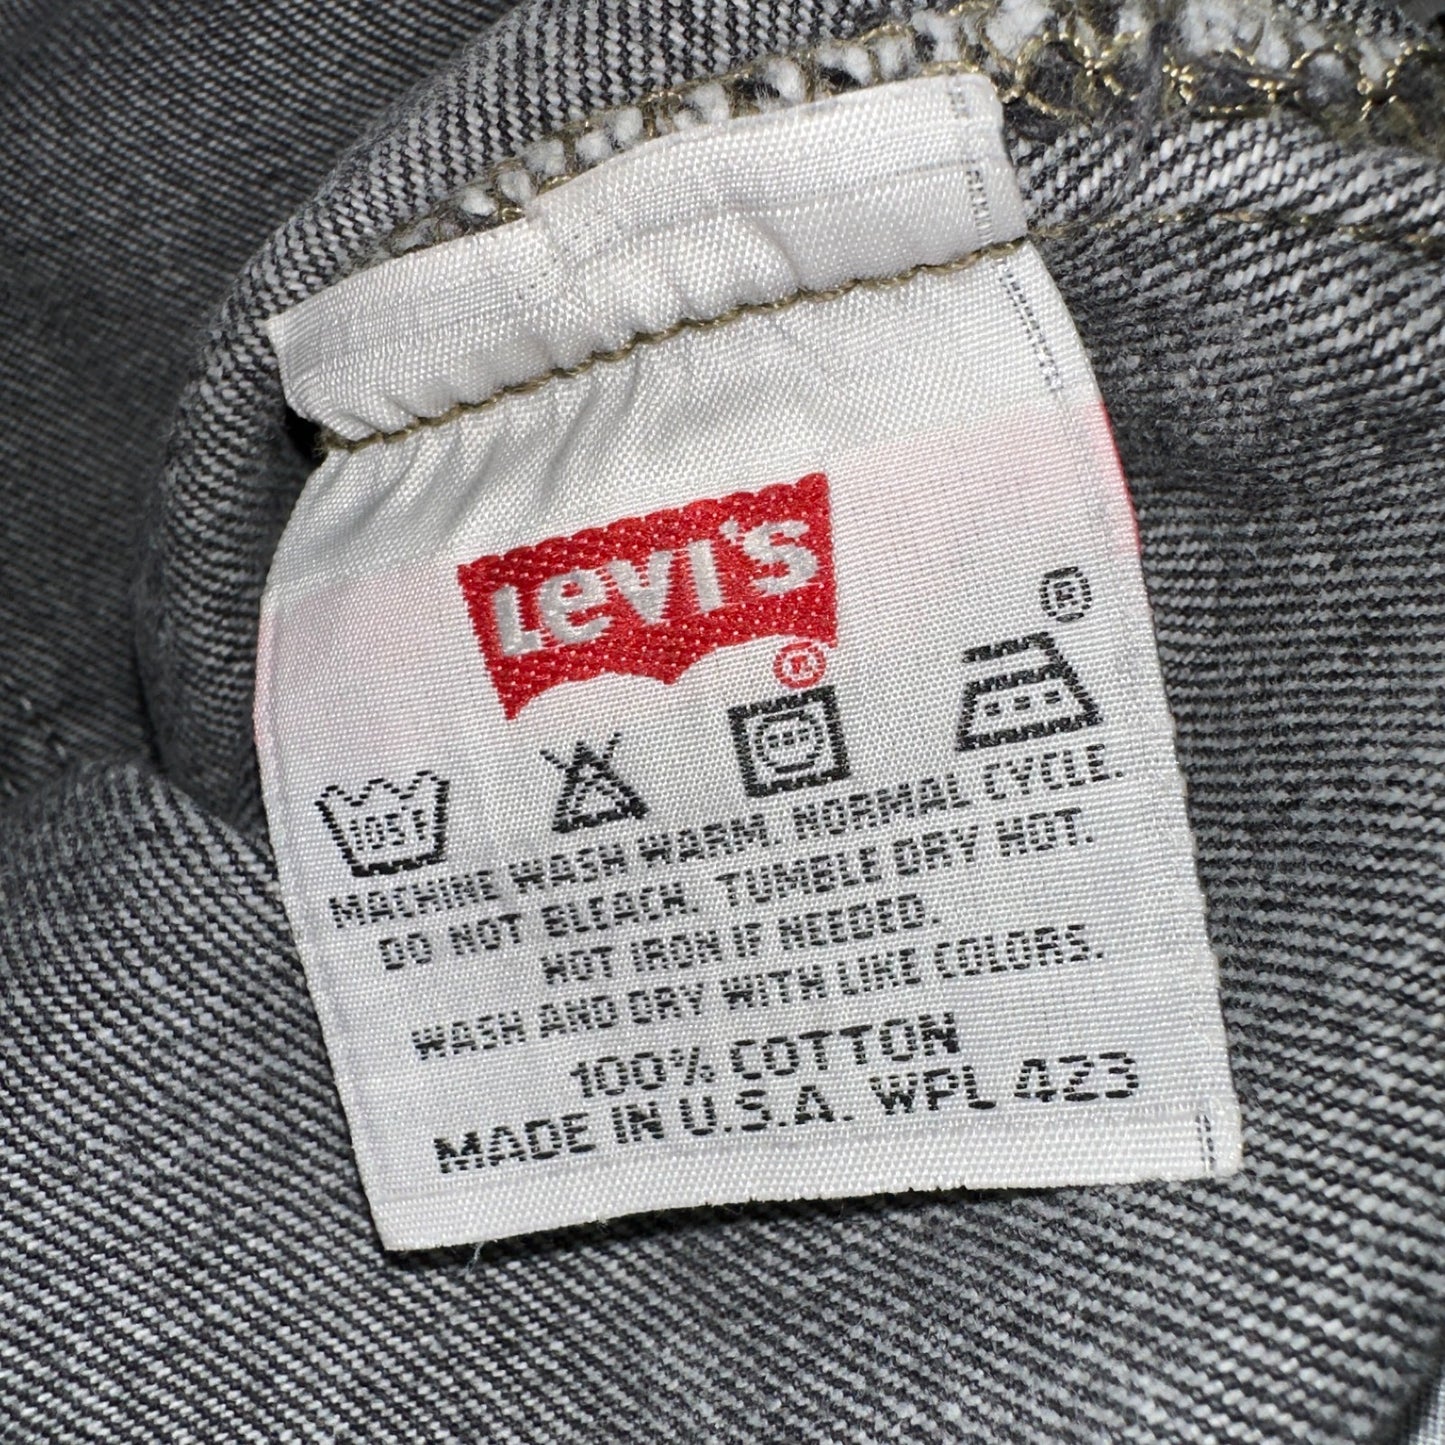 Levi's
®
®
105F
MACHINE WASH WARM. NORMAL CYCLE.
DO NOT BLEACH. TUMBLE DRY HOT.
HOT IRON IF NEEDED.
WASH AND DRY WITH LIKE COLORS.
100% COTTON
MADE IN U.S.A. WPL 423